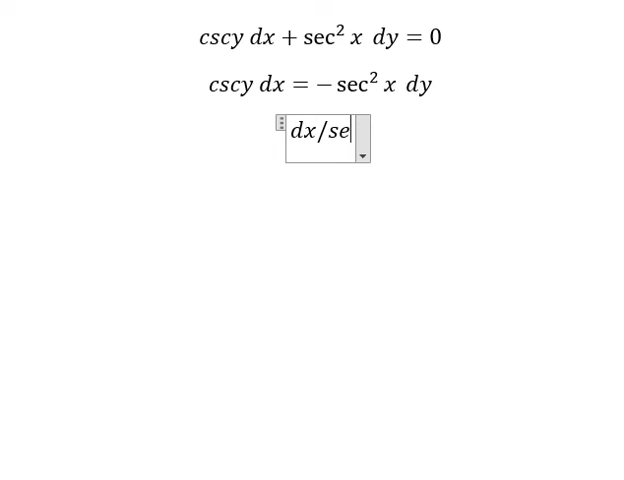 cscy dx + sec² x dy = 0
cscy dx = − sec² x dy
dx/se